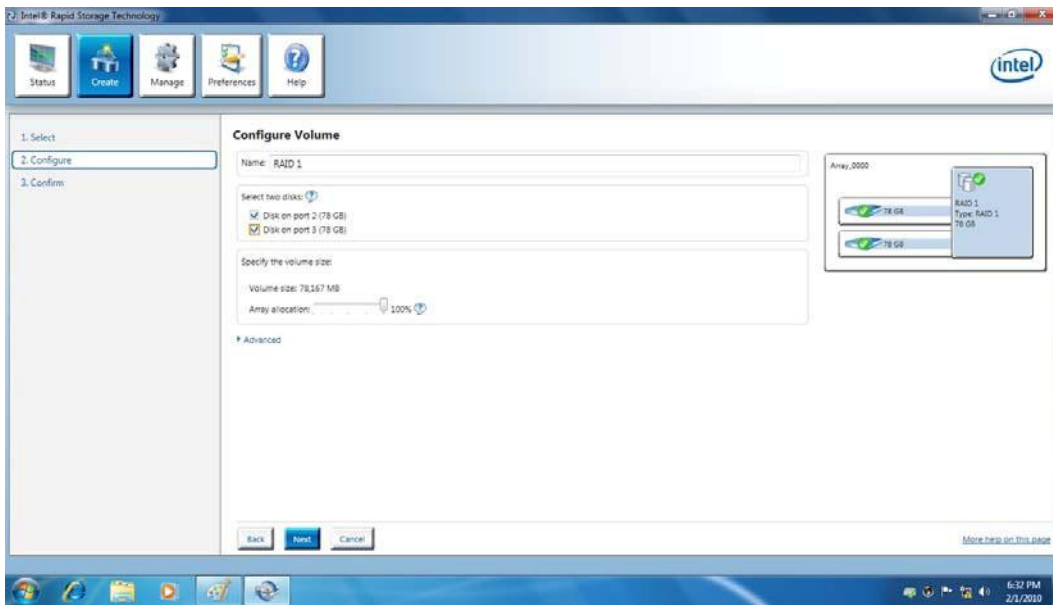 Intel® Rapid Storage Technology
Status
Create
Manage
Preferences
Help
intel
1. Select
2. Configure
3. Confirm
Configure Volume
Name: RAID 1
Select two disks:
Disk on port 2 (78 GB)
Disk on port 3 (78 GB)
Specify the volume size:
Volume size: 78,167 MB
Array allocation: 100%
Advanced
Array_0000
78 GB
78 GB
RAID 1
Type: RAID 1
78 GB
Back
Next
Cancel
More help on this page
6:32 PM
2/1/2010